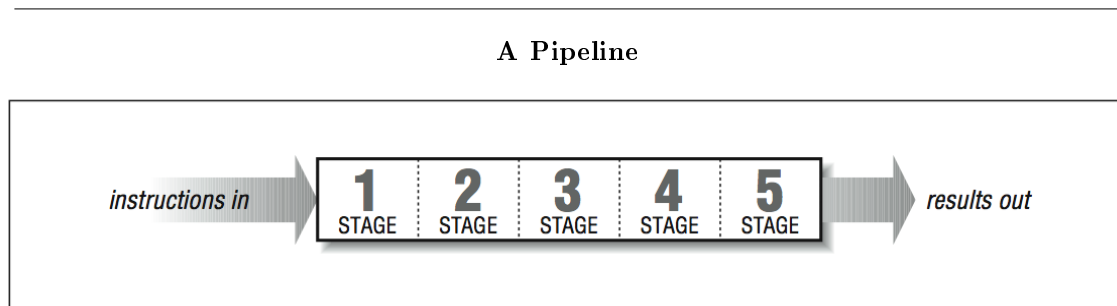 A Pipeline
instructions in
1 2 3 4 5
STAGE STAGE STAGE STAGE STAGE
results out